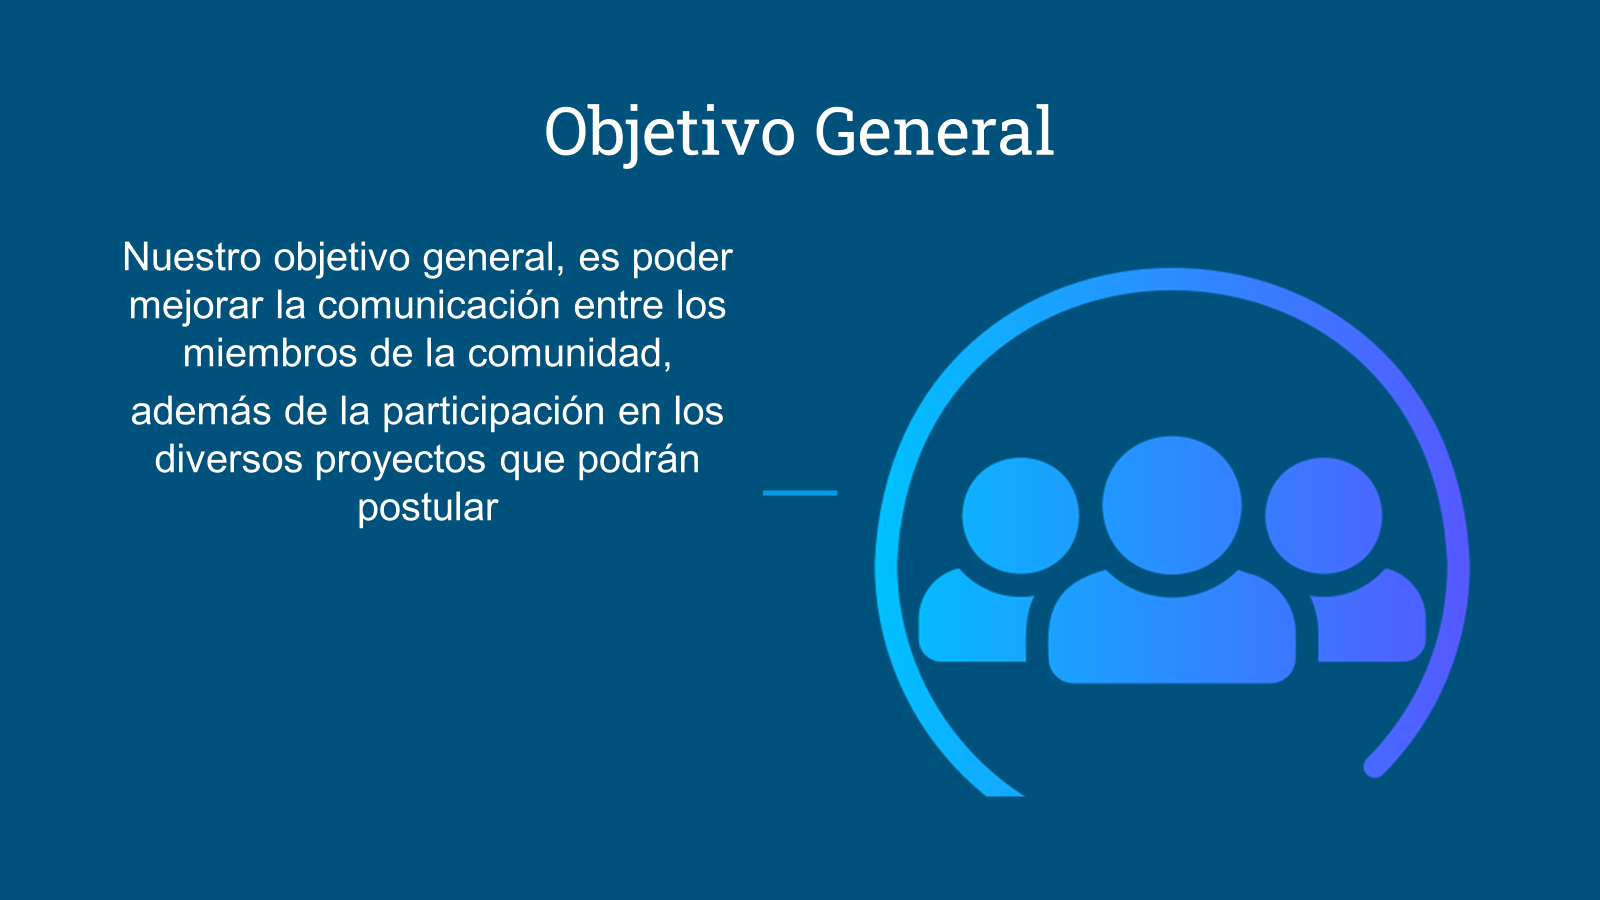 Objetivo General
Nuestro objetivo general, es poder
mejorar la comunicación entre los
miembros de la comunidad,
además de la participación en los
diversos proyectos que podrán
postular